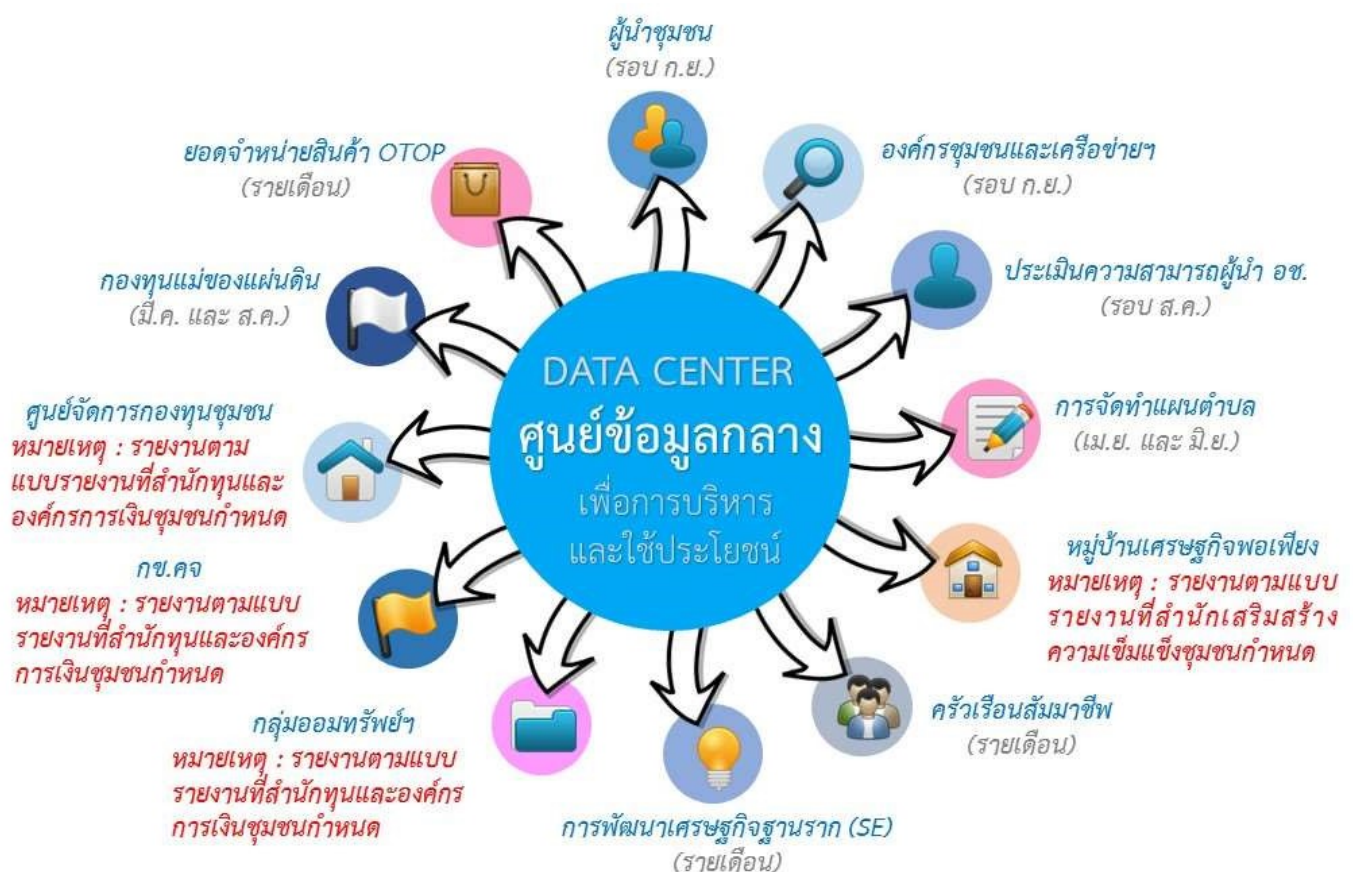 ผู้นำชุมชน
(รอบ ก.ย.)
องค์กรชุมชนและเครือข่ายฯ
(รอบ ก.ย.)
ประเมินความสามารถผู้นำ อช.
(รอบ ส.ค.)
การจัดทำแผนตำบล
(เม.ย. และ มิ.ย.)
หมู่บ้านเศรษฐกิจพอเพียง
หมายเหตุ : รายงานตามแบบ
รายงานที่สำนักเสริมสร้าง
ความเข็มแข็งชุมชนกำหนด
ครัวเรือนสัมมาชีพ
(รายเดือน)
การพัฒนาเศรษฐกิจฐานราก (SE)
(รายเดือน)
กลุ่มออมทรัพย์ฯ
หมายเหตุ : รายงานตามแบบ
รายงานที่สำนักทุนและองค์กร
การเงินชุมชนกำหนด
กข.คจ
หมายเหตุ : รายงานตามแบบ
รายงานที่สำนักทุนและองค์กร
การเงินชุมชนกำหนด
ศูนย์จัดการกองทุนชุมชน
หมายเหตุ : รายงานตาม
แบบรายงานที่สำนักทุนและ
องค์กรการเงินชุมชนกำหนด
กองทุนแม่ของแผ่นดิน
(มี.ค. และ ส.ค.)
ยอดจำหน่ายสินค้า OTOP
(รายเดือน)
DATA CENTER
ศูนย์ข้อมูลกลาง
เพื่อการบริหาร
และใช้ประโยชน์